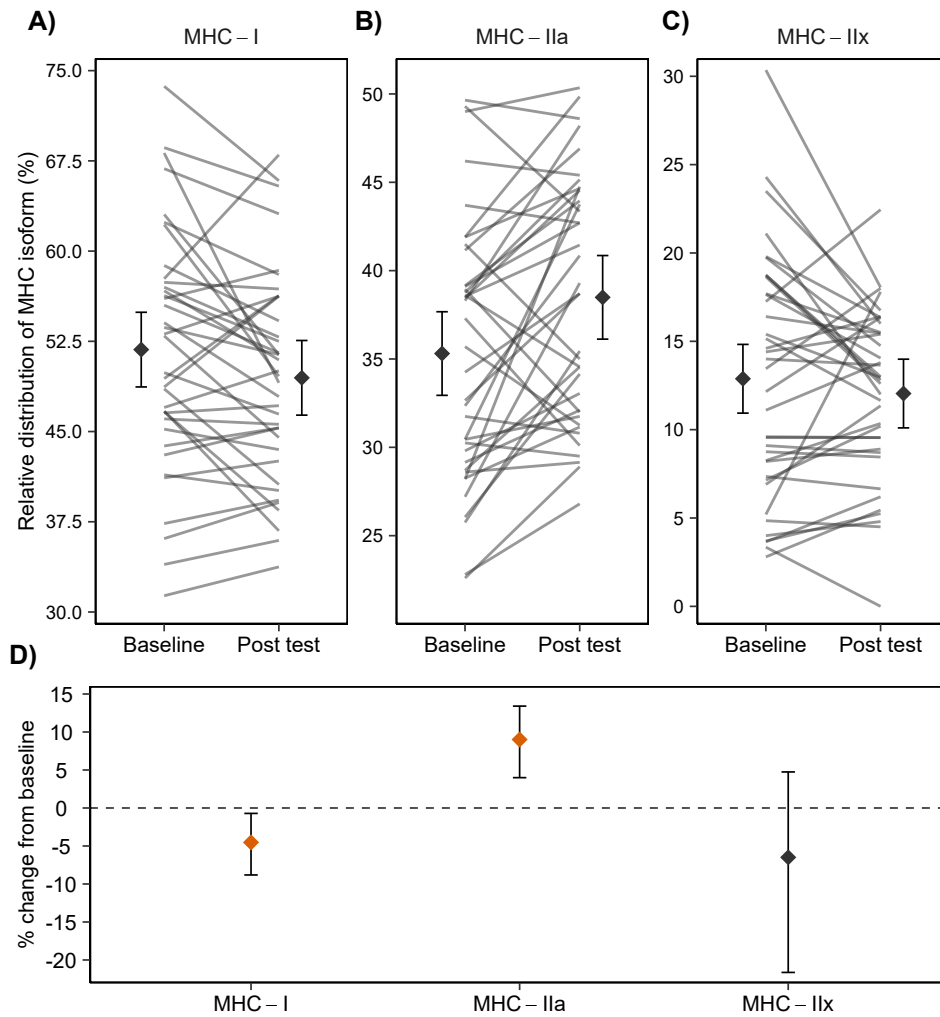 A)
MHC – I
B)
MHC – IIa
C)
MHC – IIx
Relative distribution of MHC isoform (%)
75.0
67.5
60.0
52.5
45.0
37.5
30.0
50
45
40
35
30
25
30
25
20
15
10
5
0
Baseline Post test
Baseline Post test
Baseline Post test
D)
% change from baseline
15
10
5
0
-5
-10
-15
-20
MHC – I
MHC – IIa
MHC – IIx